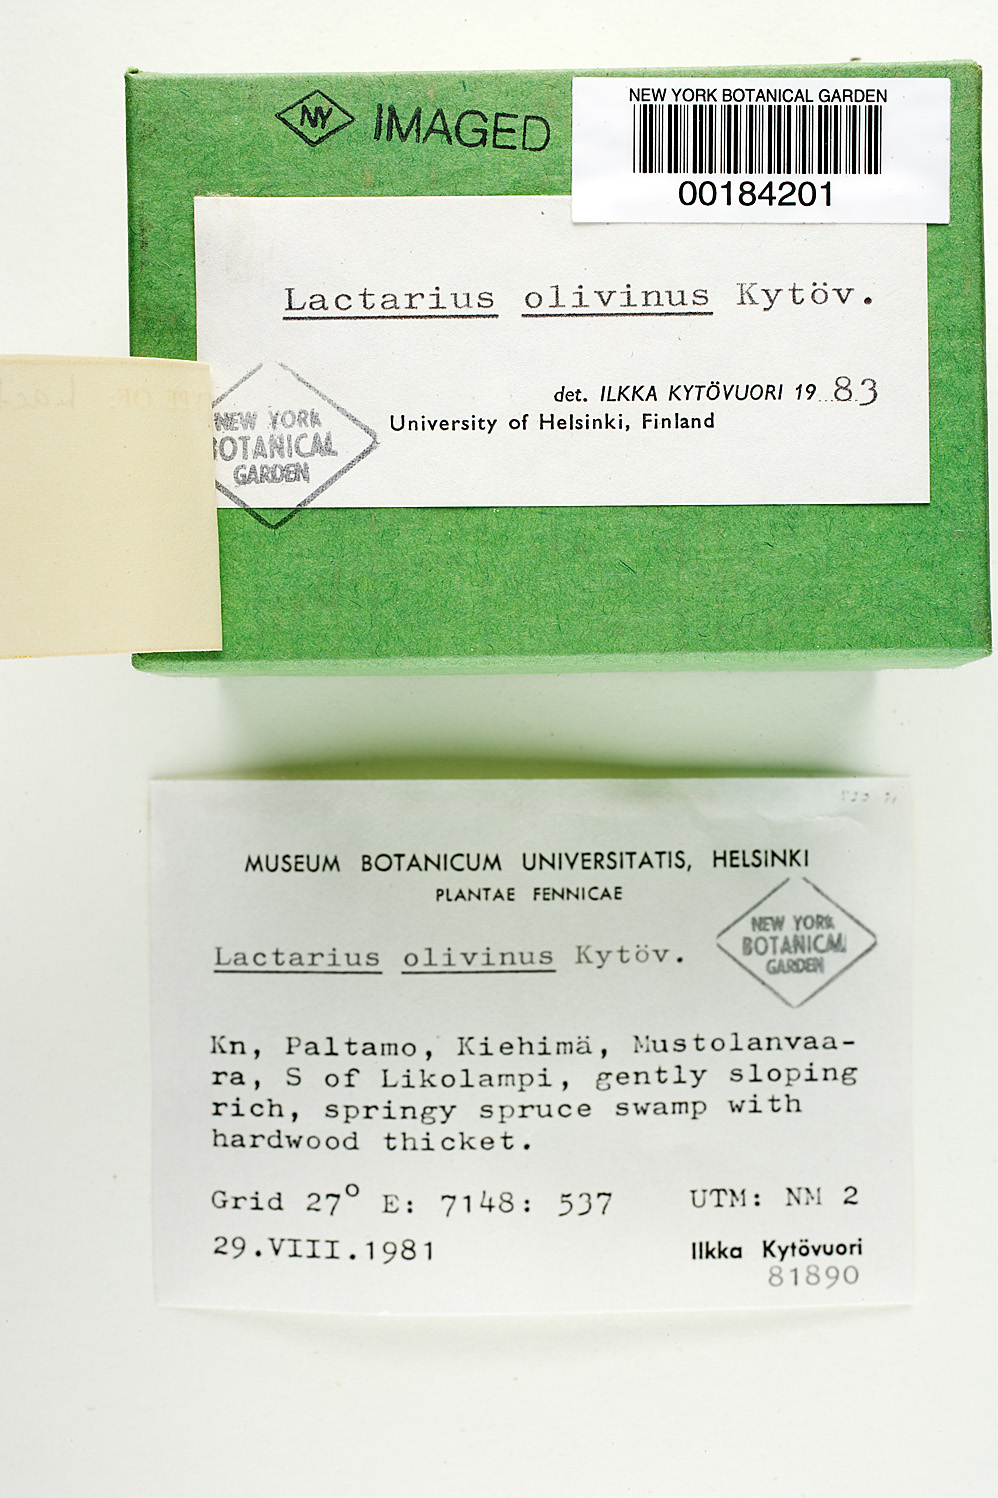 NY IMAGED
NEW YORK BOTANICAL GARDEN
00184201
Lactarius olivinus Kytöv.
det. ILKKA KYTÖVUORI 19 83
University of Helsinki, Finland
NEW YORK
BOTANICAL
GARDEN
MUSEUM BOTANICUM UNIVERSITATIS, HELSINKI
PLANTAE FENNICAE
NEW YORK
BOTANICAL
GARDEN
Lactarius olivinus Kytöv.
Kn, Paltamo, Kiehimä, Mustolanvaa-
ra, S of Likolampi, gently sloping
rich, springy spruce swamp with
hardwood thicket.
Grid 27° E: 7148: 537 UTM: NM 2
29.VIII.1981
Ilkka Kytövuori
81890